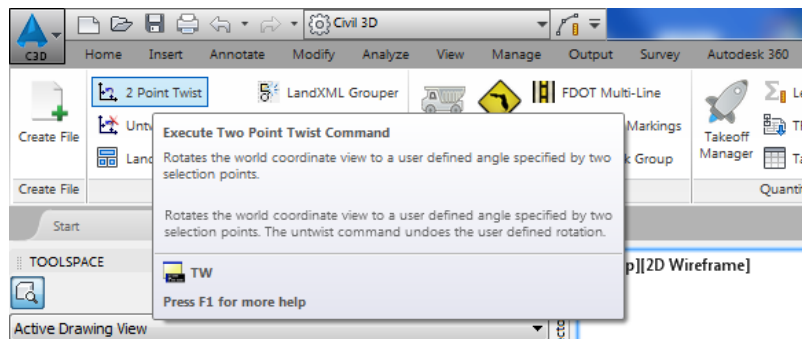 Civil 3D
C3D
Home Insert Annotate Modify Analyze View Manage Output Survey Autodesk 360
2 Point Twist LandXML Grouper FDOT Multi-Line
Create File Markings Takeoff Manager
Group
Execute Two Point Twist Command
Rotates the world coordinate view to a user defined angle specified by two
selection points.
Rotates the world coordinate view to a user defined angle specified by two
selection points. The untwist command undoes the user defined rotation.
TW
Press F1 for more help
Create File
Start
TOOLSPACE
[2D Wireframe]
Active Drawing View